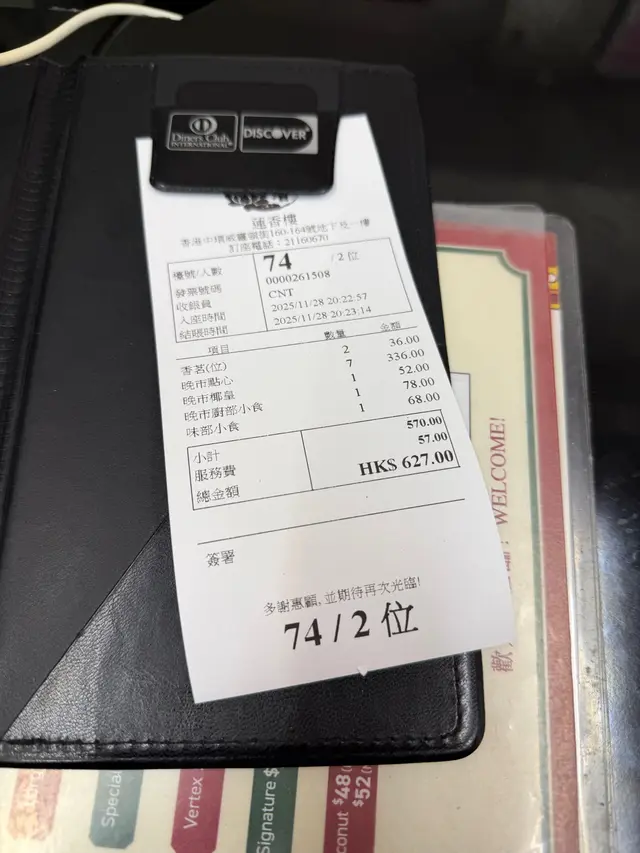 Diners Club
INTERNATIONAL
DISCOVER
蓮香樓
香港中環威靈頓街160-164號地下及一樓
訂座電話：21160670
檯號/人數 74 /2 位
發票號碼 0000261508
收銀員 CNT
入座時間 2025/11/28 20:22:57
結賬時間 2025/11/28 20:23:14
項目 數量 金額
香茗(位) 2 36.00
晚市點心 7 336.00
晚市椰皇 1 52.00
晚市廚部小食 1 78.00
味部小食 1 68.00
小計 570.00
服務費 57.00
總金額 HK$ 627.00
簽署
多謝惠顧,並期待再次光臨!
74 / 2 位
WELCOME!
歡
Special
Vertex
Signature $
conut $48
$52